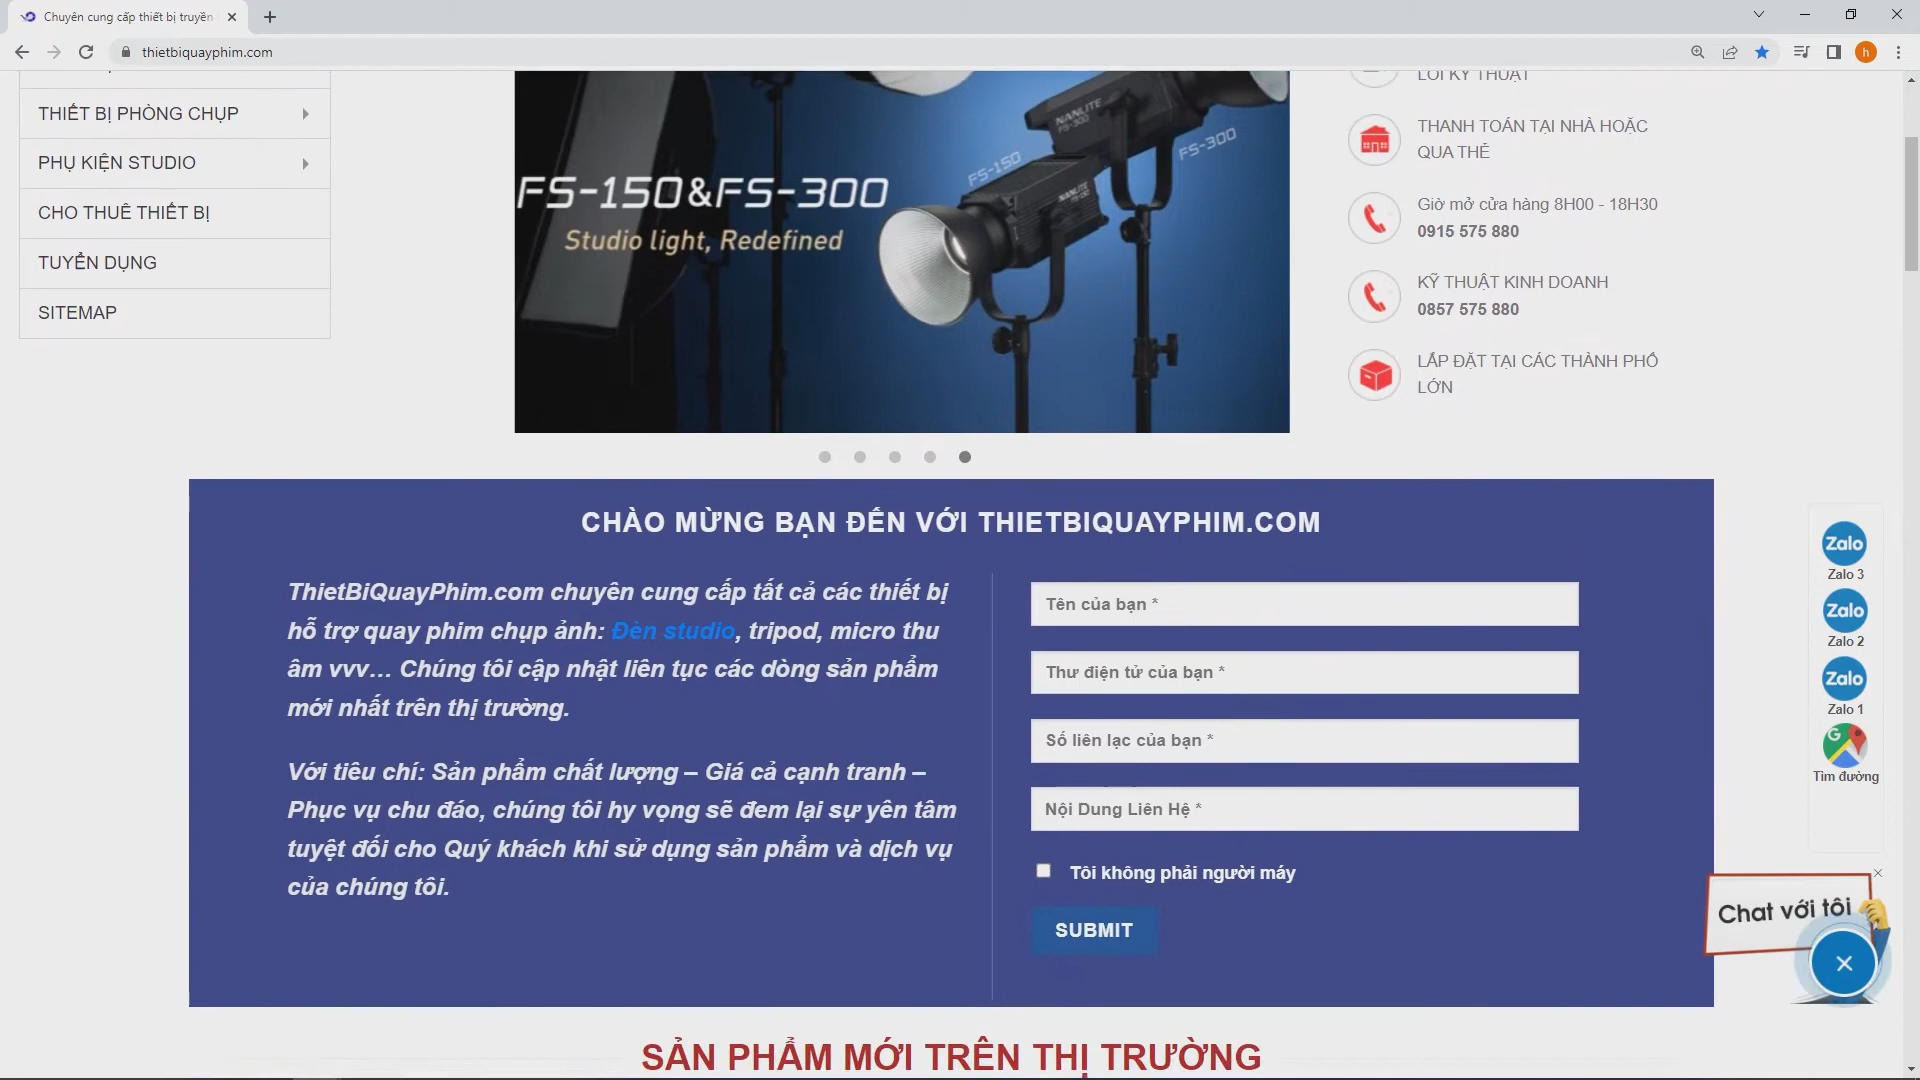 Chuyên cung cấp thiết bị truyền
thietbiquayphim.com
h
LỖI KỸ THUẬT
THIẾT BỊ PHÒNG CHỤP
PHỤ KIỆN STUDIO
CHO THUÊ THIẾT BỊ
TUYỂN DỤNG
SITEMAP
NANLITE
FS-300
FS-150
FS-300
NANLITE
FS-150&FS-300
Studio light, Redefined
THANH TOÁN TẠI NHÀ HOẶC
QUA THẺ
Giờ mở cửa hàng 8H00 - 18H30
0915 575 880
KỸ THUẬT KINH DOANH
0857 575 880
LẮP ĐẶT TẠI CÁC THÀNH PHỐ
LỚN
CHÀO MỪNG BẠN ĐẾN VỚI THIETBIQUAYPHIM.COM
ThietBiQuayPhim.com chuyên cung cấp tất cả các thiết bị
hỗ trợ quay phim chụp ảnh: Đèn studio, tripod, micro thu
âm vvv… Chúng tôi cập nhật liên tục các dòng sản phẩm
mới nhất trên thị trường.
Với tiêu chí: Sản phẩm chất lượng – Giá cả cạnh tranh –
Phục vụ chu đáo, chúng tôi hy vọng sẽ đem lại sự yên tâm
tuyệt đối cho Quý khách khi sử dụng sản phẩm và dịch vụ
của chúng tôi.
Tên của bạn *
Thư điện tử của bạn *
Số liên lạc của bạn *
Nội Dung Liên Hệ *
Tôi không phải người máy
SUBMIT
Zalo
Zalo 3
Zalo
Zalo 2
Zalo
Zalo 1
G
Tìm đường
Chat với tôi
SẢN PHẨM MỚI TRÊN THỊ TRƯỜNG